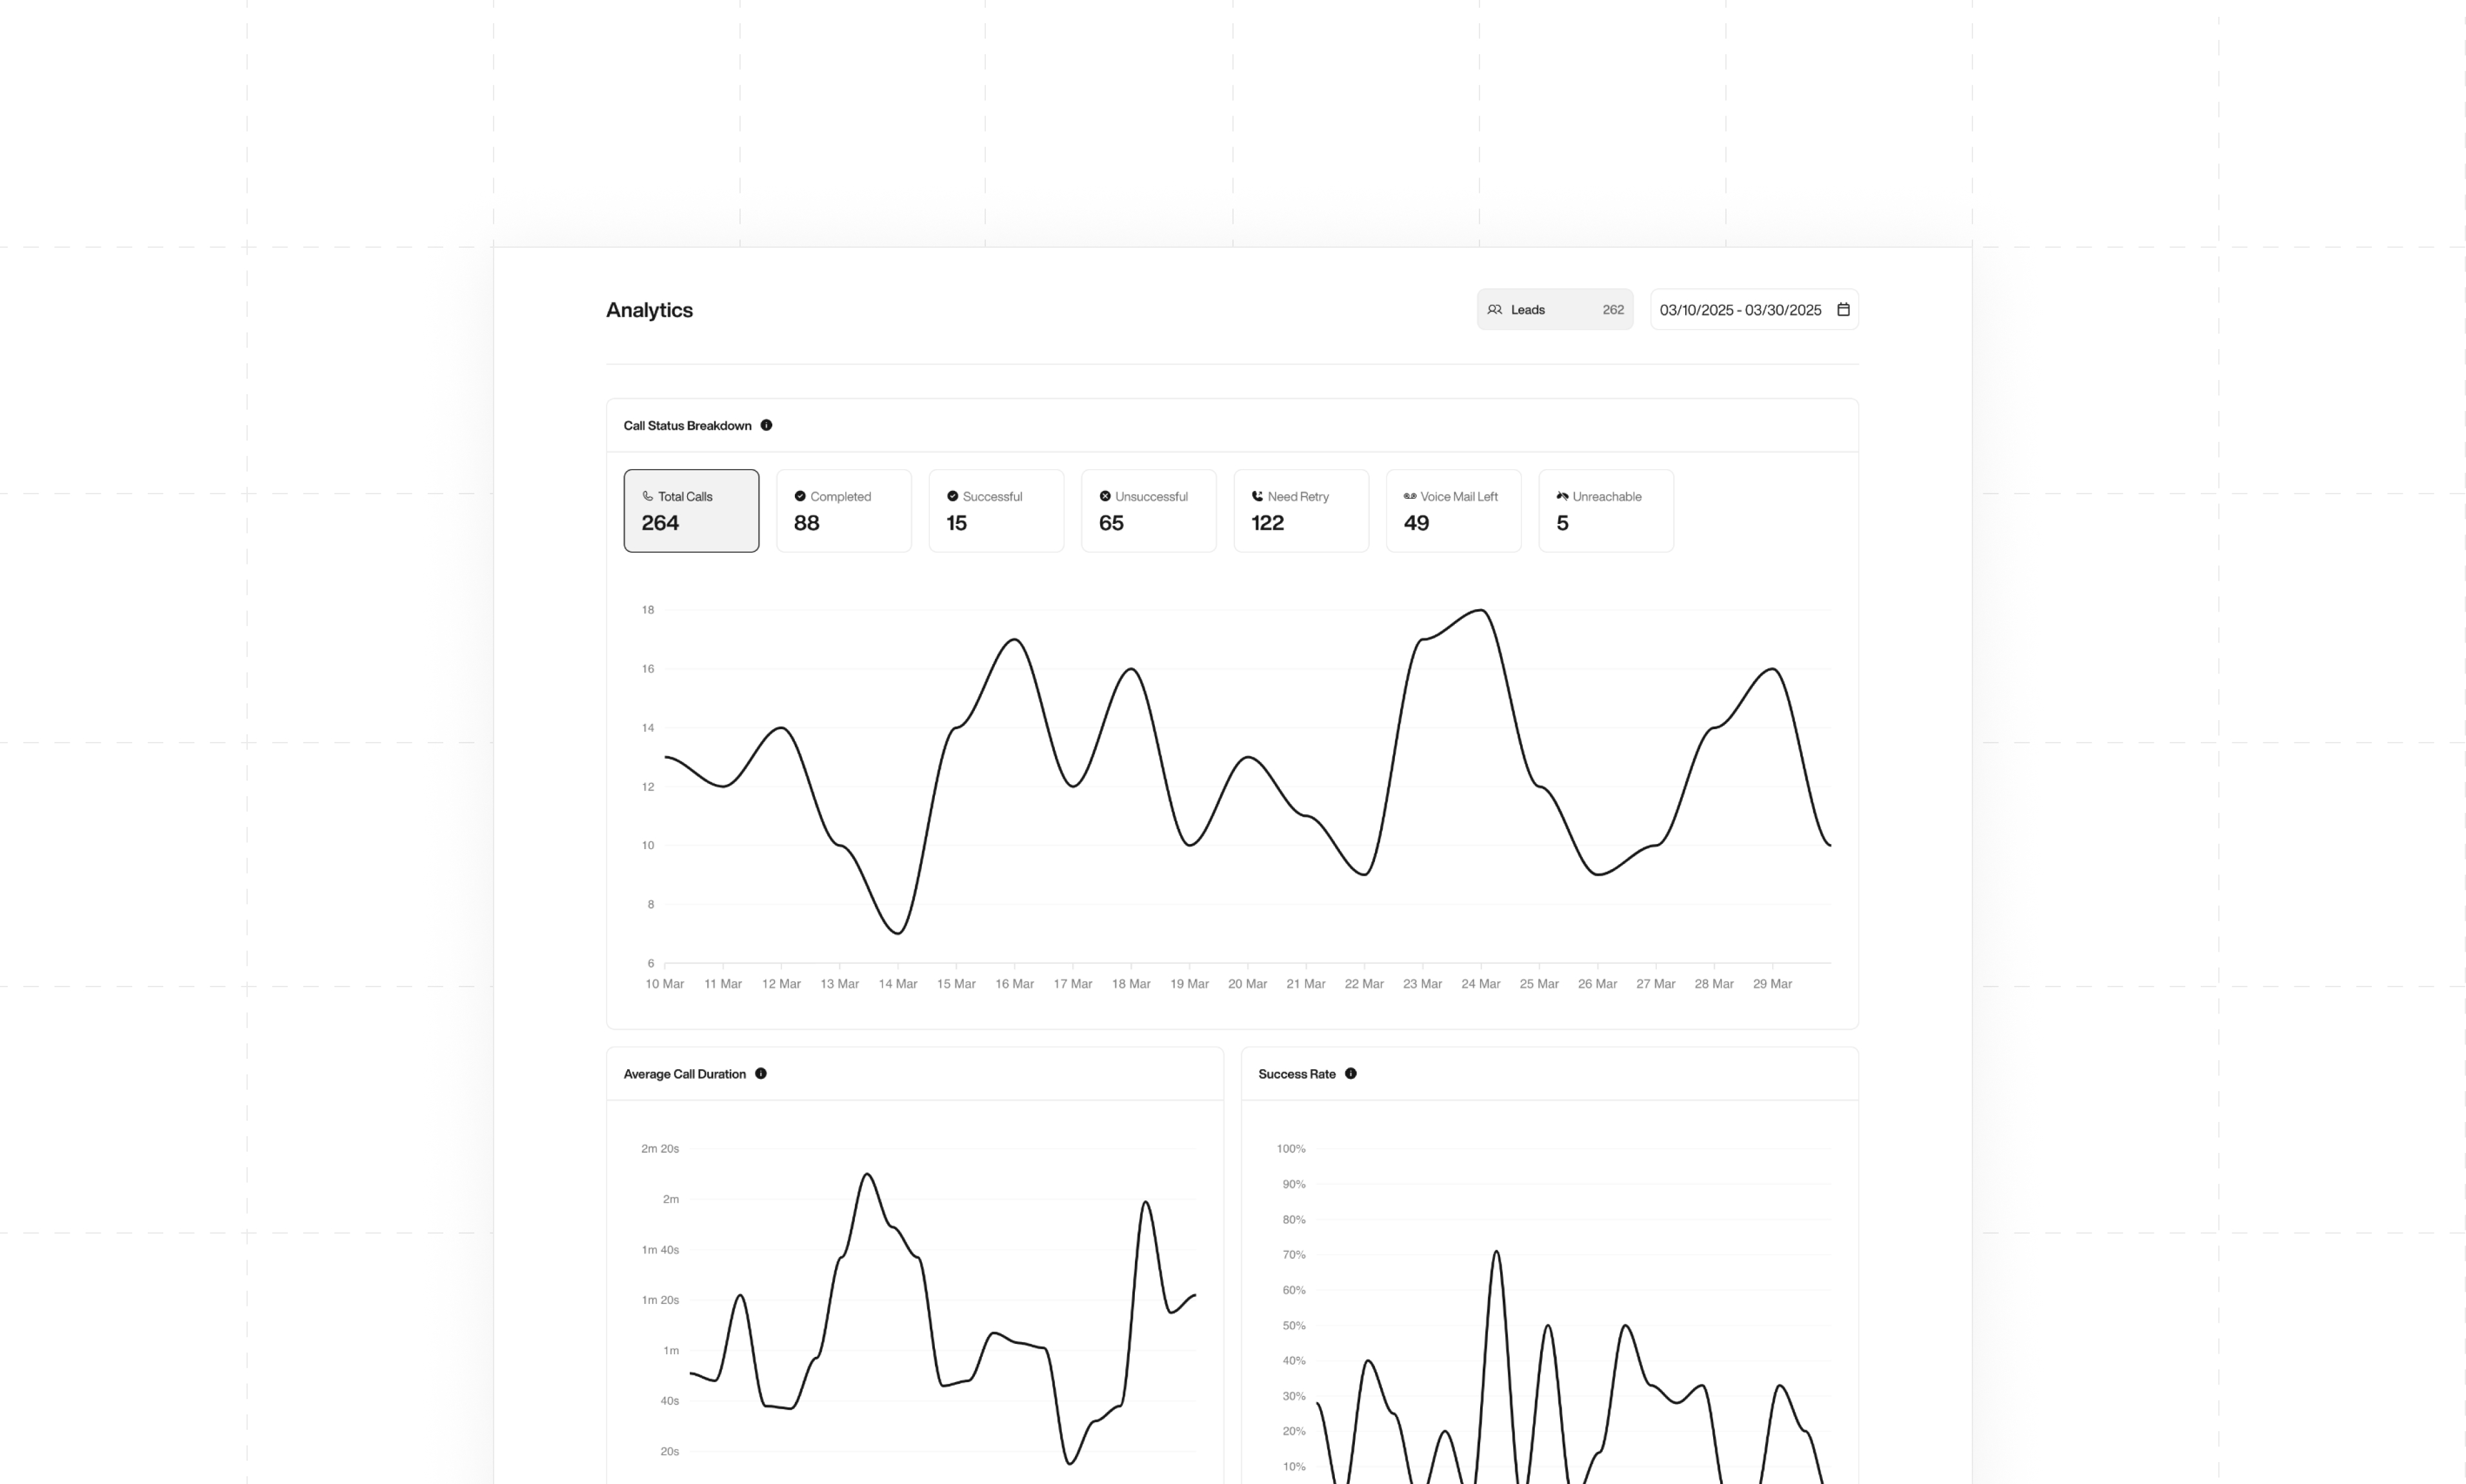 Analytics
Leads 262
03/10/2025 - 03/30/2025
Call Status Breakdown
Total Calls
264
Completed
88
Successful
15
Unsuccessful
65
Need Retry
122
Voice Mail Left
49
Unreachable
5
18
16
14
12
10
8
6
10 Mar 11 Mar 12 Mar 13 Mar 14 Mar 15 Mar 16 Mar 17 Mar 18 Mar 19 Mar 20 Mar 21 Mar 22 Mar 23 Mar 24 Mar 25 Mar 26 Mar 27 Mar 28 Mar 29 Mar
Average Call Duration
2m 20s
2m
1m 40s
1m 20s
1m
40s
20s
Success Rate
100%
90%
80%
70%
60%
50%
40%
30%
20%
10%